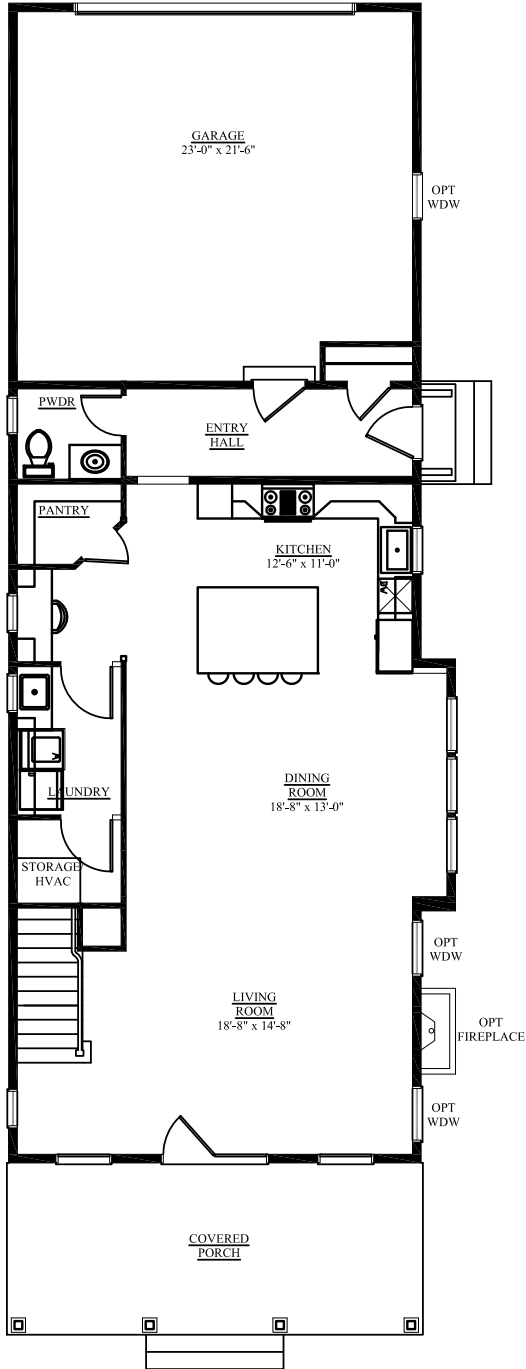 GARAGE
23'-0" x 21'-6"
OPT
WDW
PWDR
ENTRY
HALL
PANTRY
KITCHEN
12'-6" x 11'-0"
DW
DINING
ROOM
18'-8" x 13'-0"
LAUNDRY
STORAGE/
HVAC
OPT
WDW
LIVING
ROOM
18'-8" x 14'-8"
OPT
FIREPLACE
OPT
WDW
COVERED
PORCH